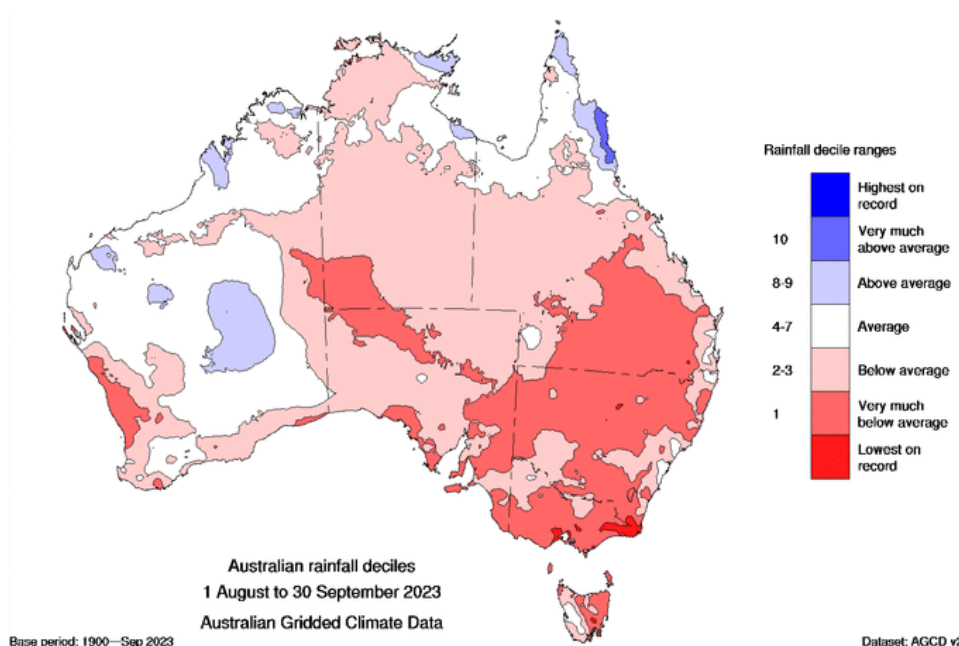 Rainfall decile ranges
Highest on
record
10
Very much
above average
8-9
Above average
4-7
Average
2-3
Below average
1
Very much
below average
Lowest on
record
Australian rainfall deciles
1 August to 30 September 2023
Australian Gridded Climate Data
Base period: 1900—Sep 2023
Dataset: AGCD v2